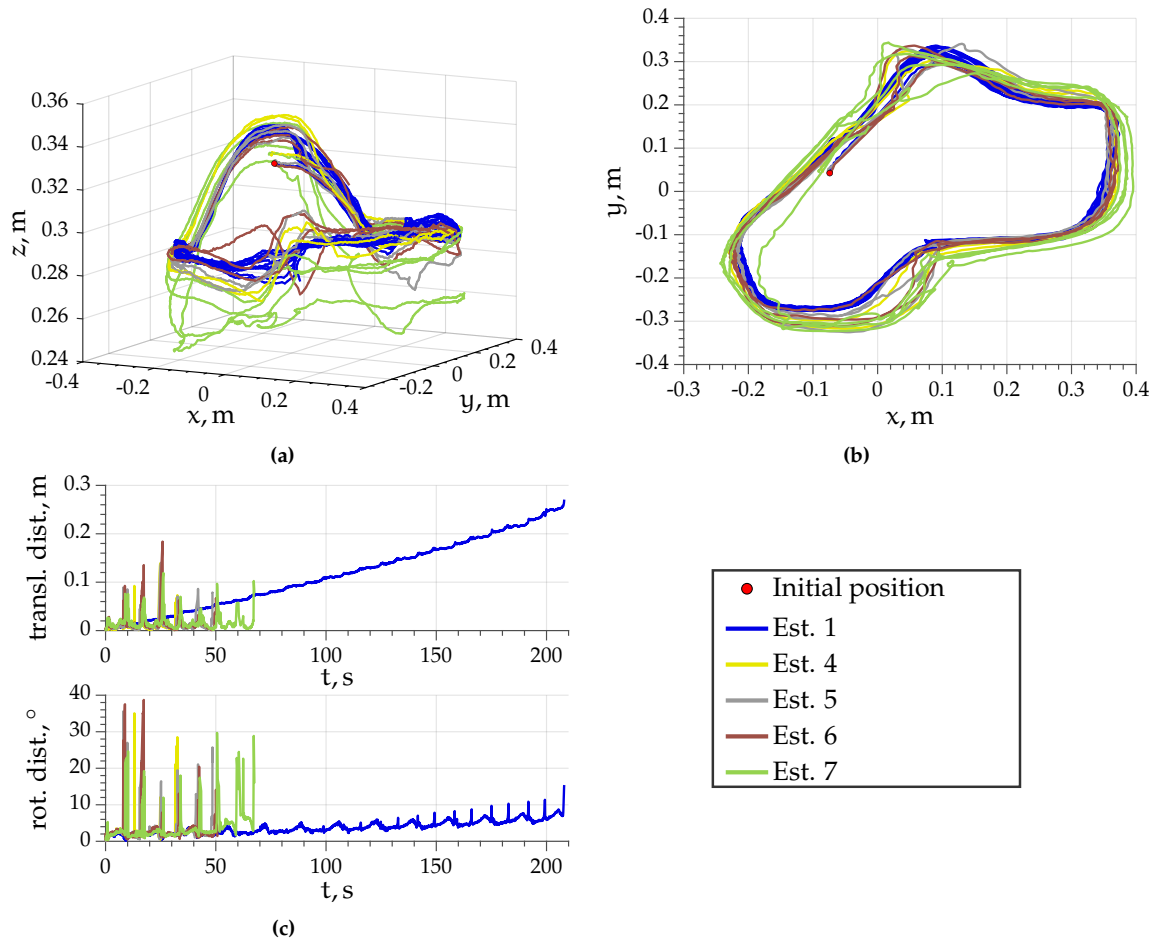 0.36
0.34
0.32
0.3
0.28
0.26
0.24
z, m
-0.4
-0.2
0
0.2
0.4
x, m
-0.2
0
0.2
0.4
y, m
(a)
0.4
0.3
0.2
0.1
0
-0.1
-0.2
-0.3
-0.4
y, m
-0.3
-0.2
-0.1
0
0.1
0.2
0.3
0.4
x, m
(b)
0.3
0.2
0.1
0
transl. dist., m
0 50 100 150 200
t, s
40
30
20
10
0
rot. dist., °
0 50 100 150 200
t, s
(c)
Initial position
Est. 1
Est. 4
Est. 5
Est. 6
Est. 7